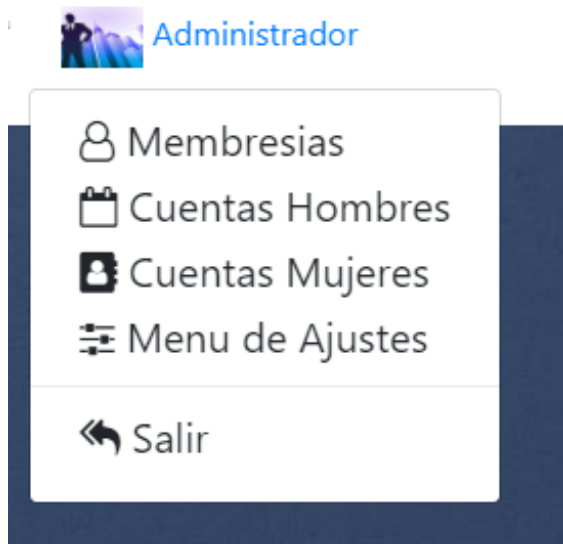 Administrador
Membresias
Cuentas Hombres
Cuentas Mujeres
Menu de Ajustes
Salir